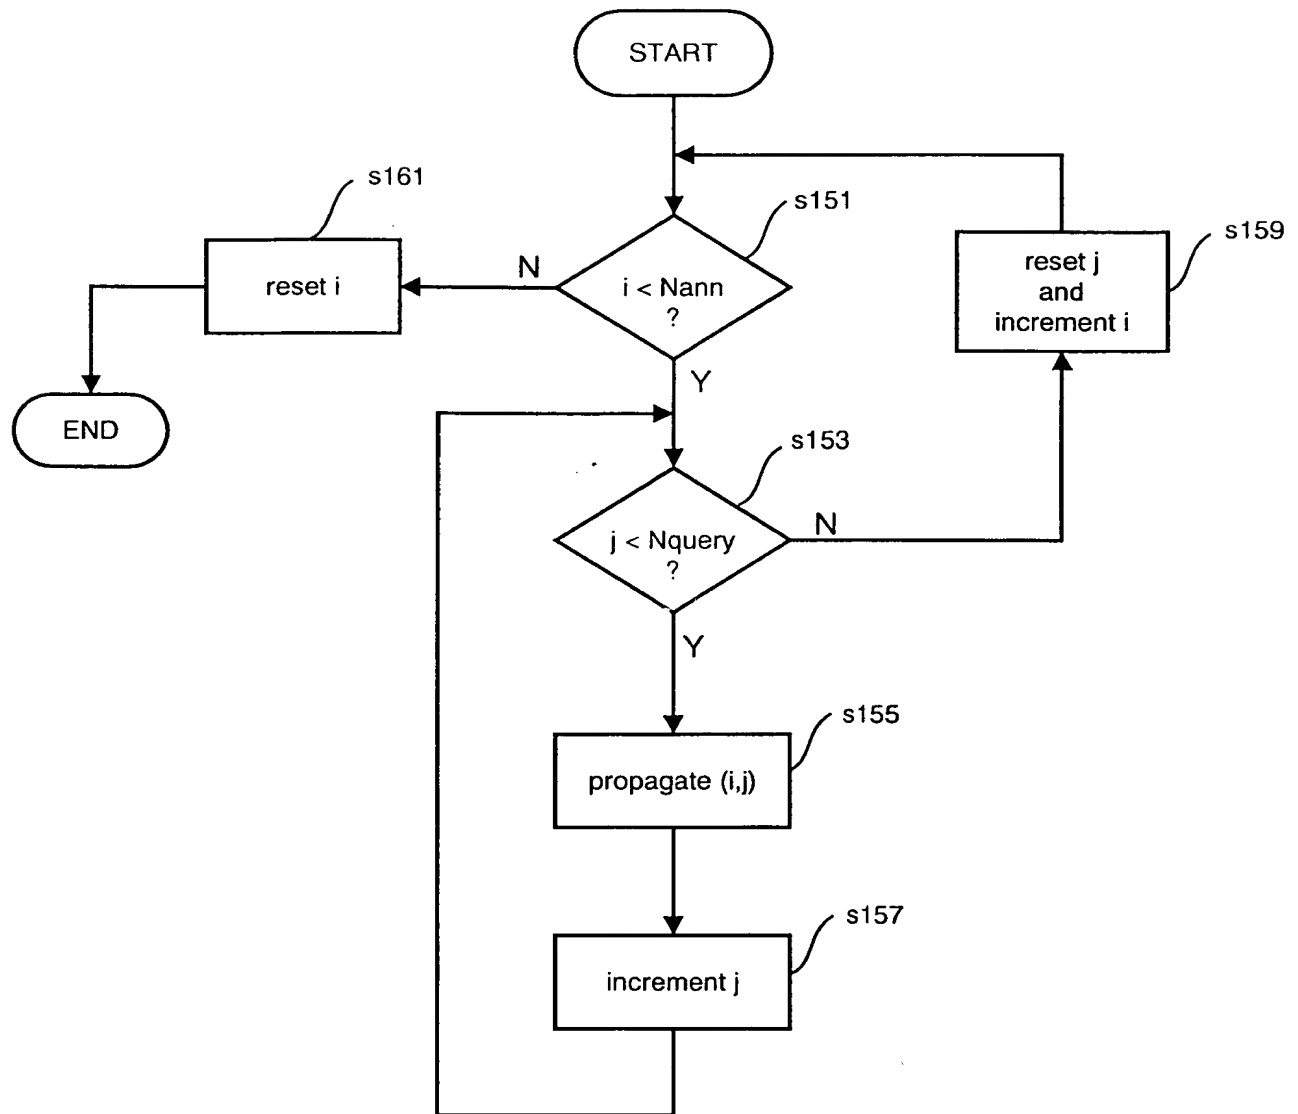 START
s161
s151
s159
reset j
and
increment i
N
reset i
i < Nann
?
Y
END
s153
N
j < Nquery
?
Y
s155
propagate (i,j)
s157
increment j